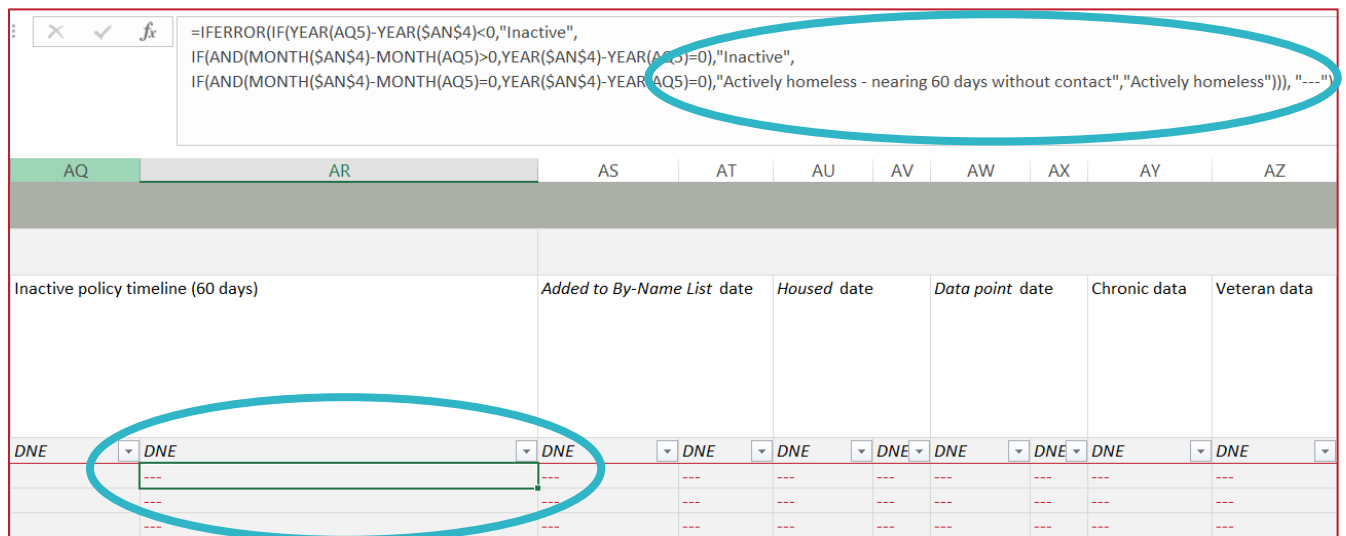 fx
=IFERROR(IF(YEAR(AQ5)-YEAR($AN$4)<0,"Inactive",
IF(AND(MONTH($AN$4)-MONTH(AQ5)>0,YEAR($AN$4)-YEAR(AQ5)=0),"Inactive",
IF(AND(MONTH($AN$4)-MONTH(AQ5)=0,YEAR($AN$4)-YEAR(AQ5)=0),"Actively homeless - nearing 60 days without contact","Actively homeless"))), "---")
AQ AR AS AT AU AV AW AX AY AZ
Inactive policy timeline (60 days) Added to By-Name List date Housed date Data point date Chronic data Veteran data
DNE DNE DNE DNE DNE DNE DNE DNE DNE DNE
--- --- --- --- --- --- --- --- ---
--- --- --- --- --- --- --- --- ---
--- --- --- --- --- --- --- --- ---